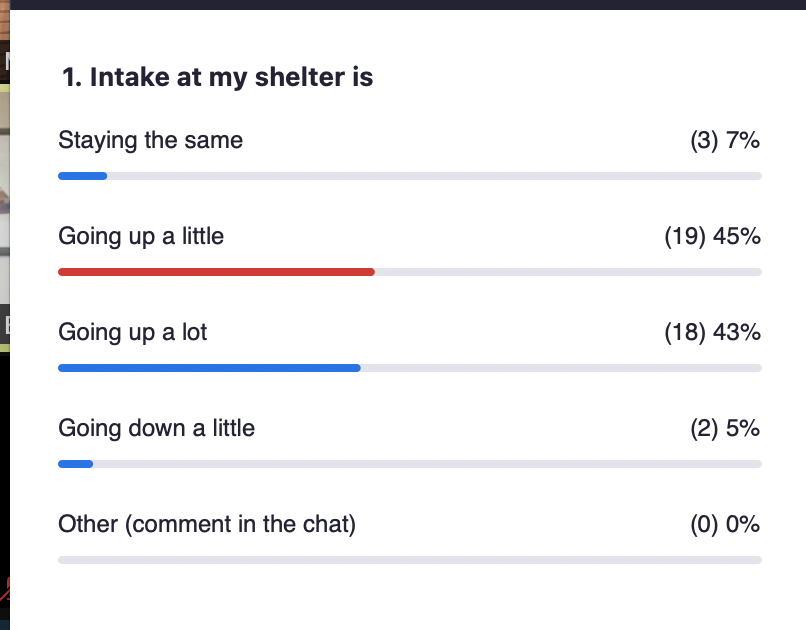 1. Intake at my shelter is
Staying the same (3) 7%
Going up a little (19) 45%
Going up a lot (18) 43%
Going down a little (2) 5%
Other (comment in the chat) (0) 0%